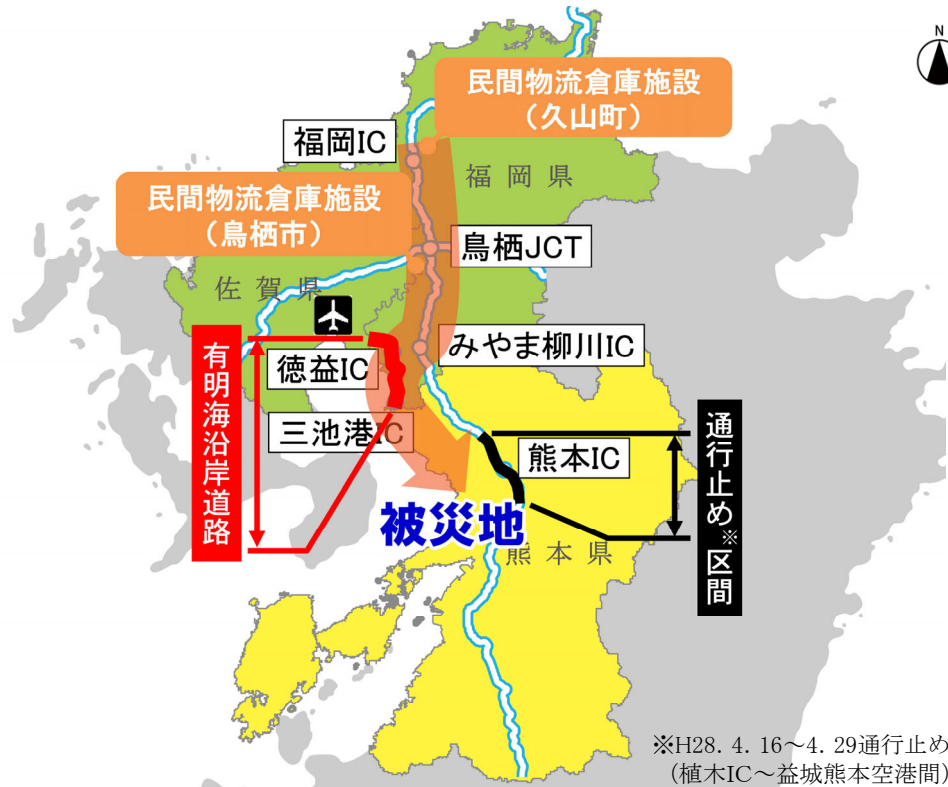 N
民間物流倉庫施設
（久山町）
福岡IC
福岡県
民間物流倉庫施設
（鳥栖市）
鳥栖JCT
佐賀県
みやま柳川IC
徳益IC
有明海沿岸道路
三池港IC
熊本IC
通行止め※区間
被災地
熊本県
※H28. 4. 16～4. 29通行止め
（植木IC～益城熊本空港間）